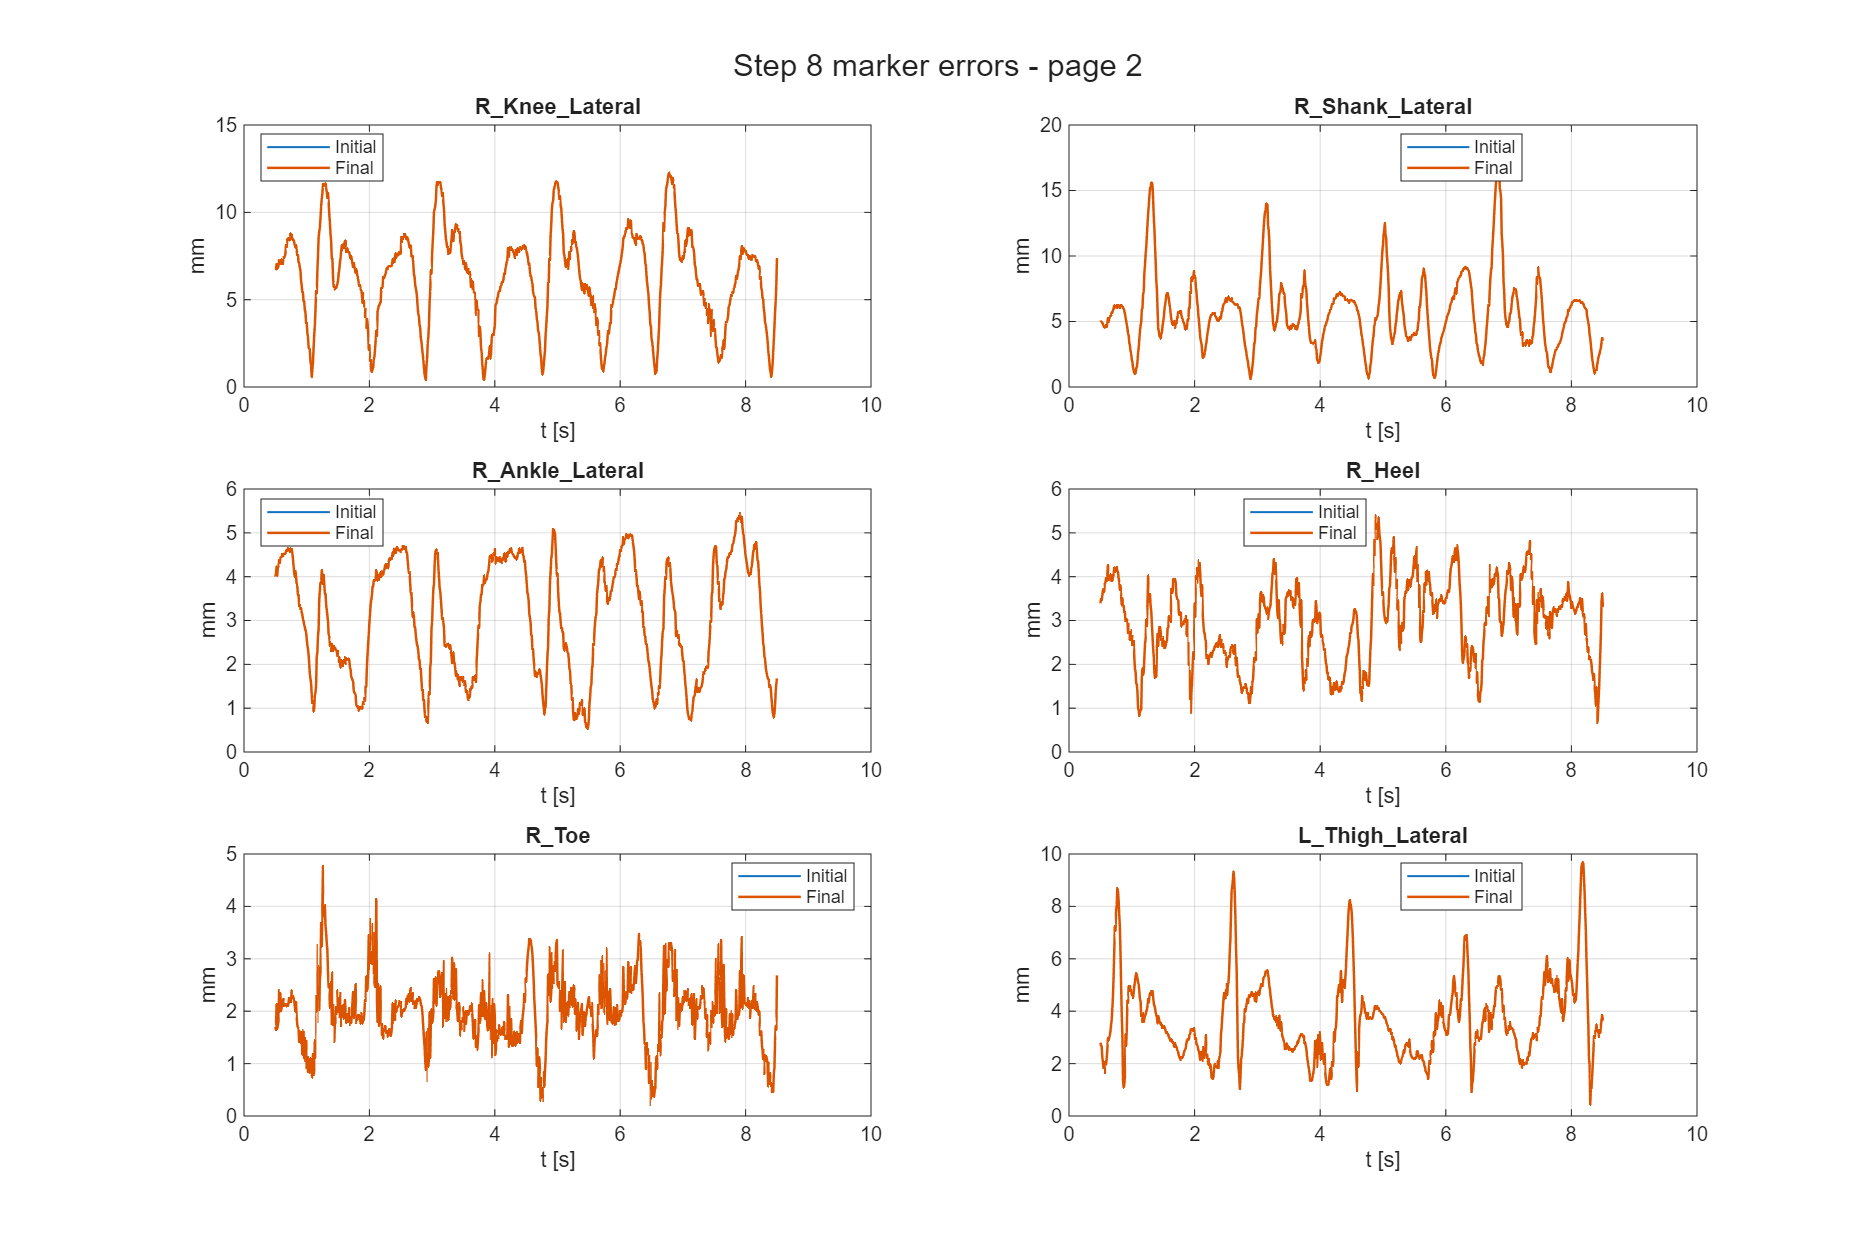 Step 8 marker errors - page 2
R_Knee_Lateral
15
10
5
0
mm
Initial
Final
0 2 4 6 8 10
t [s]
R_Shank_Lateral
20
15
10
5
0
mm
Initial
Final
0 2 4 6 8 10
t [s]
R_Ankle_Lateral
6
5
4
3
2
1
0
mm
Initial
Final
0 2 4 6 8 10
t [s]
R_Heel
6
5
4
3
2
1
0
mm
Initial
Final
0 2 4 6 8 10
t [s]
R_Toe
5
4
3
2
1
0
mm
Initial
Final
0 2 4 6 8 10
t [s]
L_Thigh_Lateral
10
8
6
4
2
0
mm
Initial
Final
0 2 4 6 8 10
t [s]